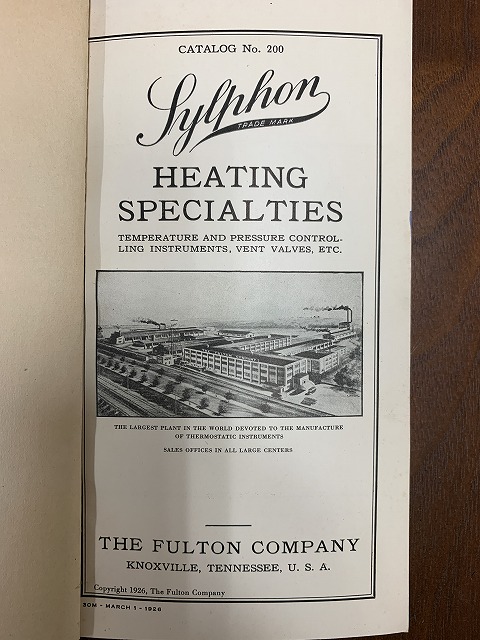 CATALOG No. 200
Sylphon
TRADE MARK
HEATING
SPECIALTIES
TEMPERATURE AND PRESSURE CONTROL-
LING INSTRUMENTS, VENT VALVES, ETC.
THE LARGEST PLANT IN THE WORLD DEVOTED TO THE MANUFACTURE
OF THERMOSTATIC INSTRUMENTS
SALES OFFICES IN ALL LARGE CENTERS
THE FULTON COMPANY
KNOXVILLE, TENNESSEE, U. S. A.
Copyright 1926, The Fulton Company
30M - MARCH 1 - 1926